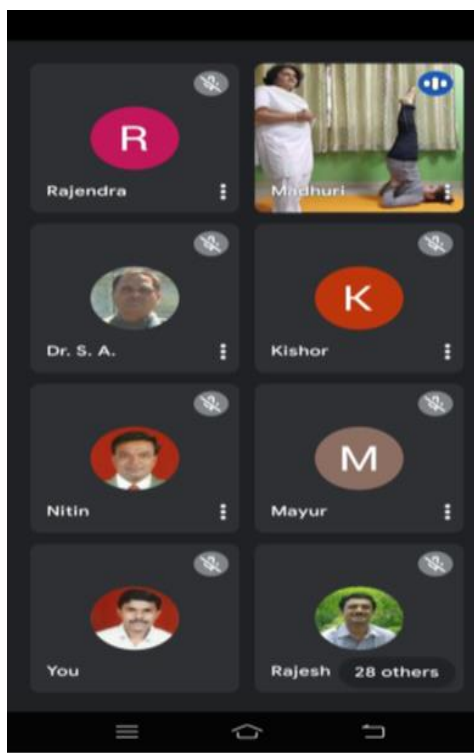 R
Rajendra
Madhuri
Dr. S. A.
K
Kishor
Nitin
M
Mayur
You
Rajesh 28 others